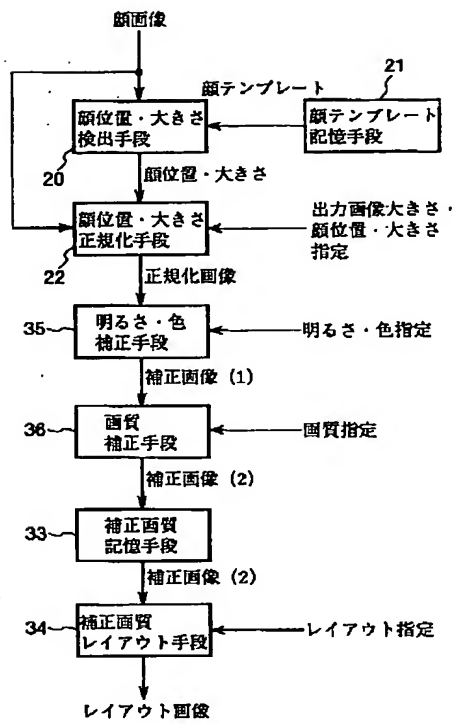 顔画像
21
顔テンプレート
顔位置・大きさ
検出手段
顔テンプレート
記憶手段
20
顔位置・大きさ
顔位置・大きさ
正規化手段
出力画像大きさ・
顔位置・大きさ
指定
22
正規化画像
35
明るさ・色
補正手段
明るさ・色指定
補正画像 (1)
36
画質
補正手段
画質指定
補正画像 (2)
33
補正画質
記憶手段
補正画像 (2)
34
補正画質
レイアウト手段
レイアウト指定
レイアウト画像